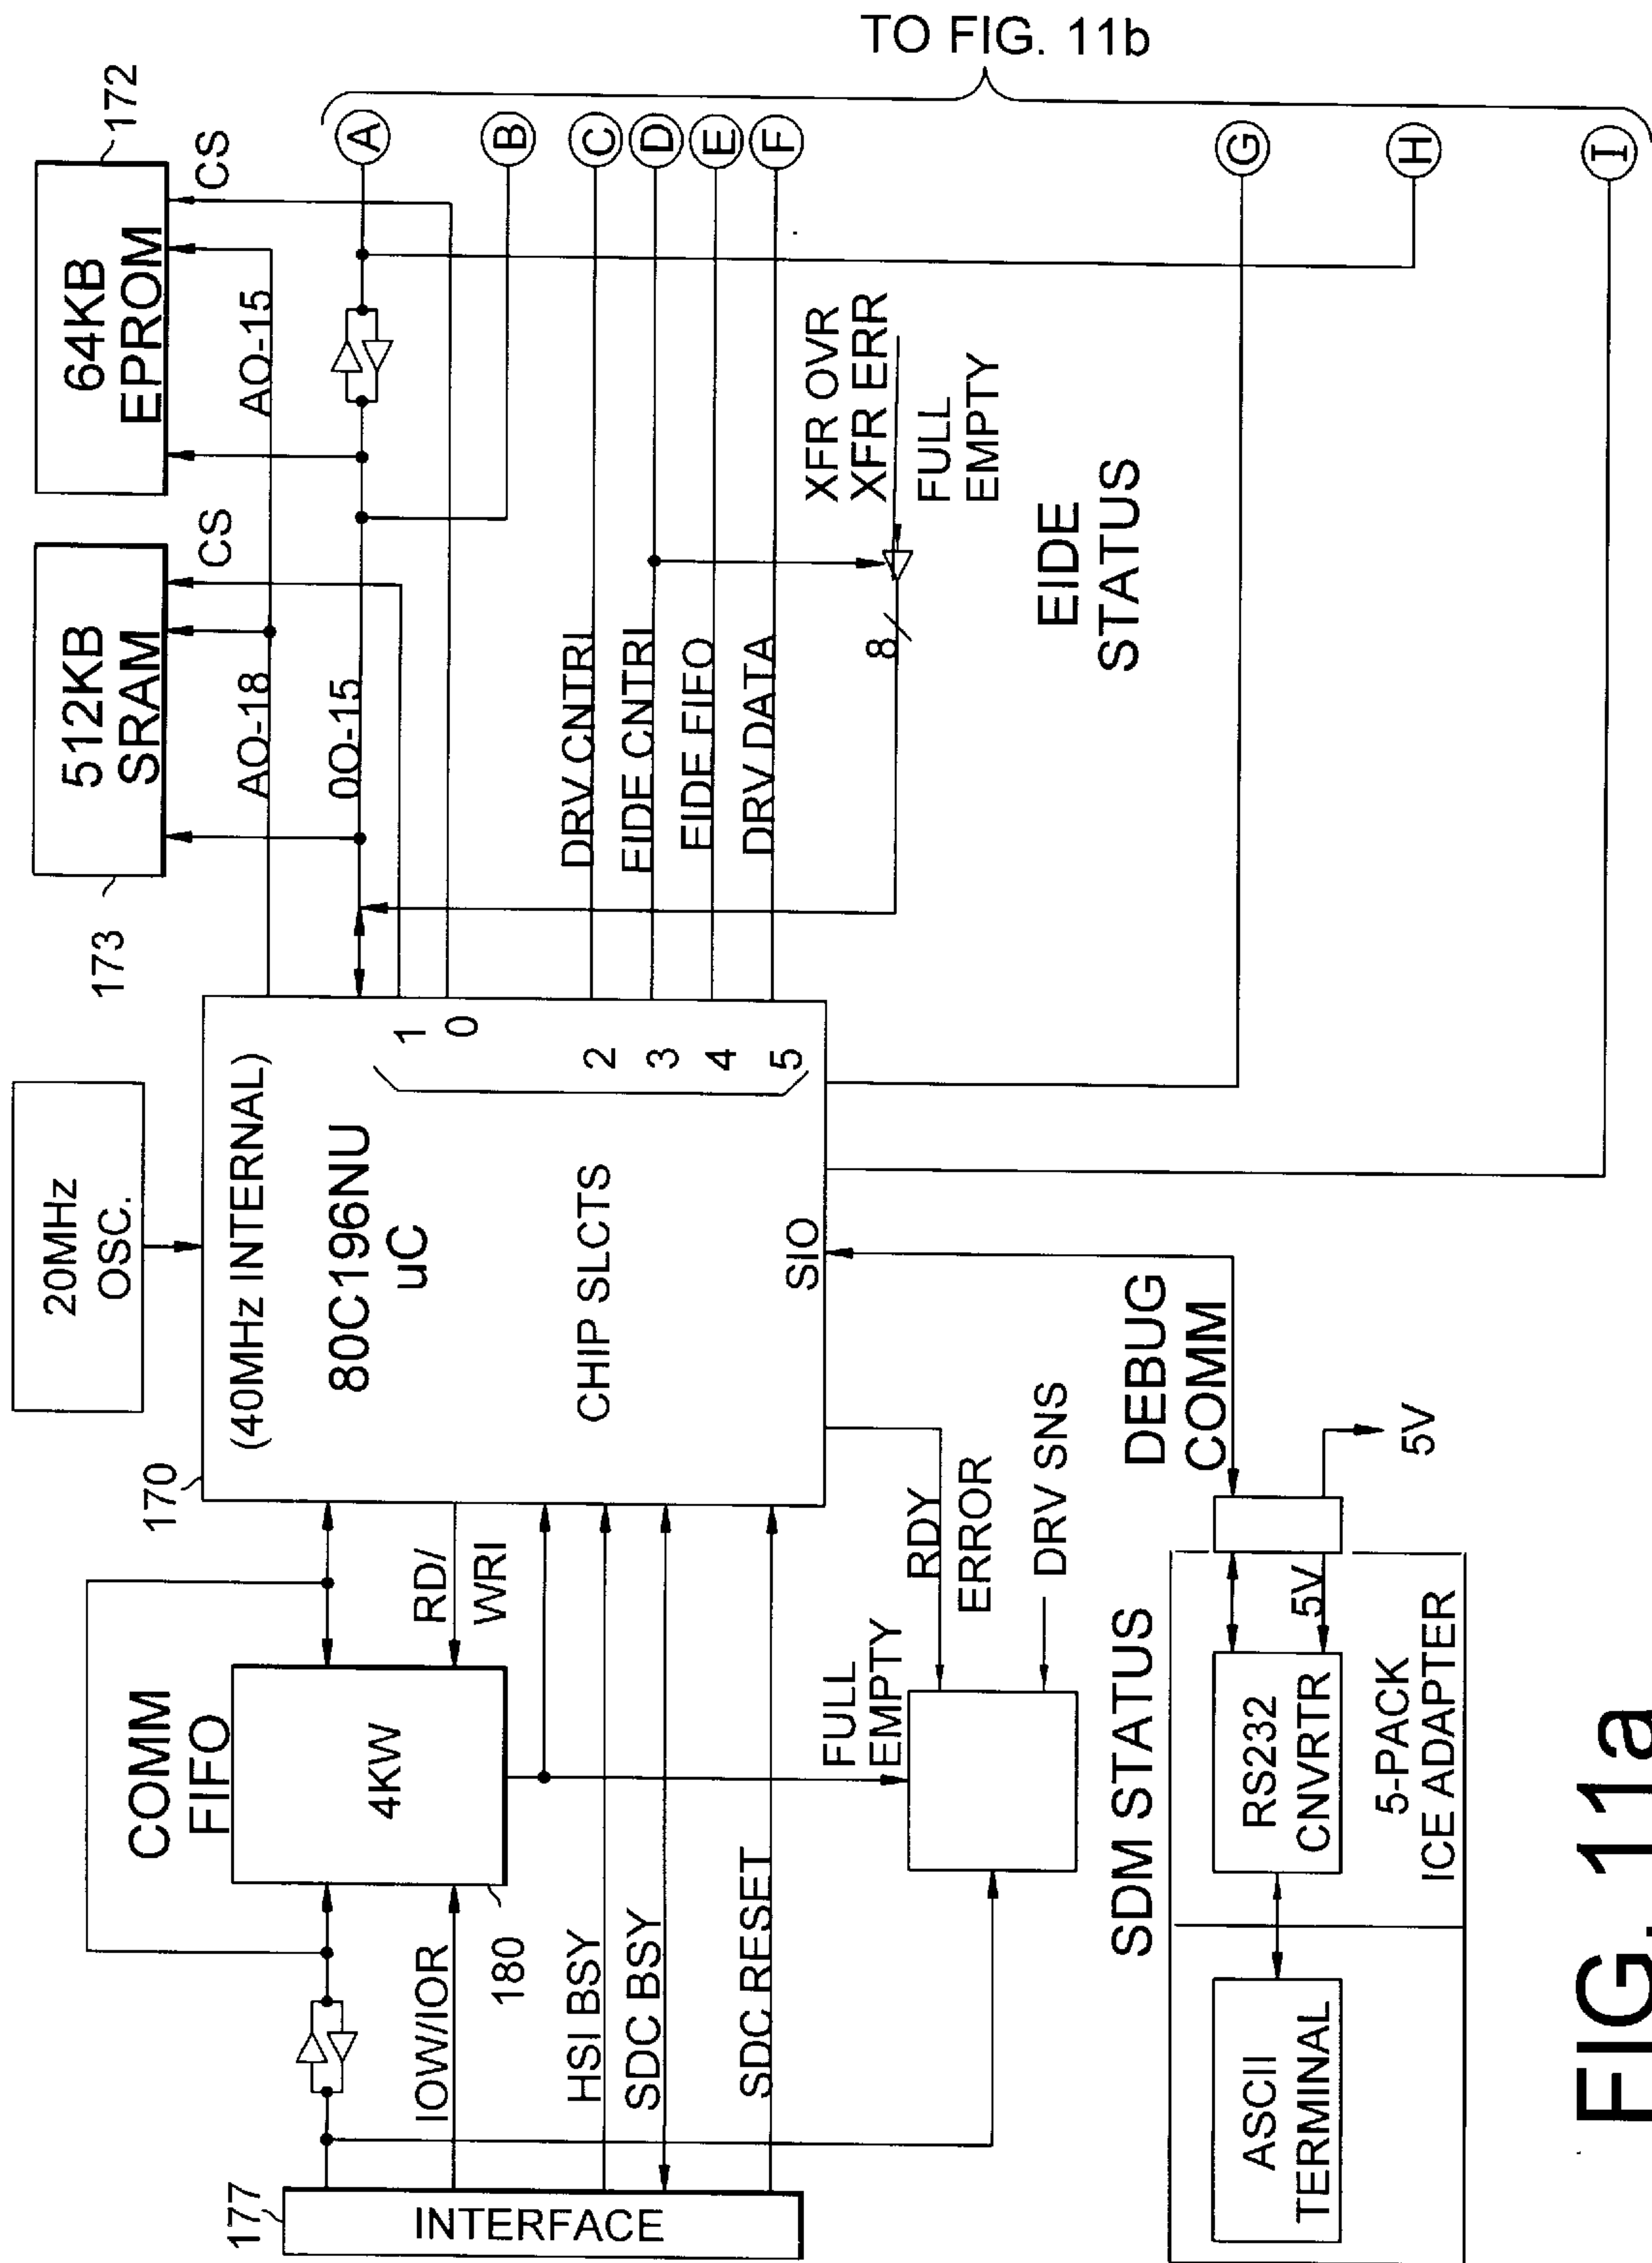 TO FIG. 11b
177
INTERFACE
IOW/IOR
HSI BSY
SDC BSY
SDC RESET
COMM
FIFO
4KW
180
RD/
WRI
FULL
EMPTY
RDY
ERROR
DRV SNS
SDM STATUS
ASCII
TERMINAL
RS232
CNVRTR
5V
5-PACK
ICE ADAPTER
DEBUG
COMM
5V
20MHz
OSC.
170
(40MHz INTERNAL)
80C196NU
uC
CHIP SLCTS
1
0
2
3
4
5
SIO
173
512KB
SRAM
CS
64KB
EPROM
172
CS
AO-18
AO-15
0O-15
DRV CNTRI
EIDE CNTRI
EIDE FIFO
DRV DATA
8
XFR OVR
XFR ERR
FULL
EMPTY
EIDE
STATUS
A
B
C
D
E
F
G
H
I
FIG. 11a